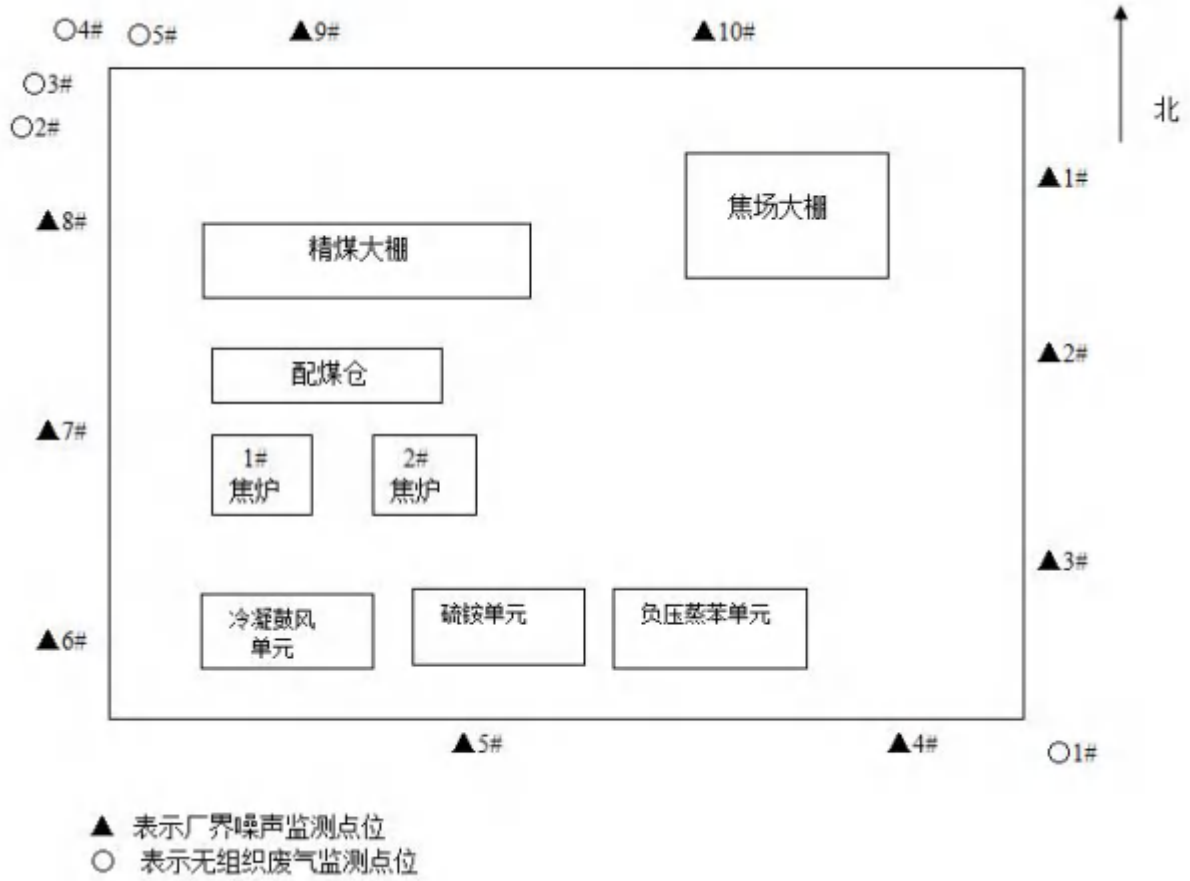 ○4# ○5# ▲9# ▲10#
○3#
北
○2#
▲1#
焦场大棚
▲8#
精煤大棚
▲2#
配煤仓
▲7#
1#
焦炉
2#
焦炉
▲3#
冷凝鼓风
单元
硫铵单元
负压蒸苯单元
▲6#
▲5# ▲4# ○1#
▲ 表示厂界噪声监测点位
○ 表示无组织废气监测点位